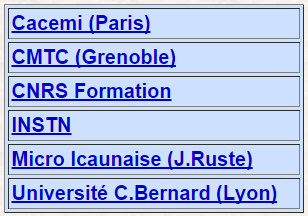 Cacemi (Paris)
CMTC (Grenoble)
CNRS Formation
INSTN
Micro Icaunaise (J.Ruste)
Université C.Bernard (Lyon)